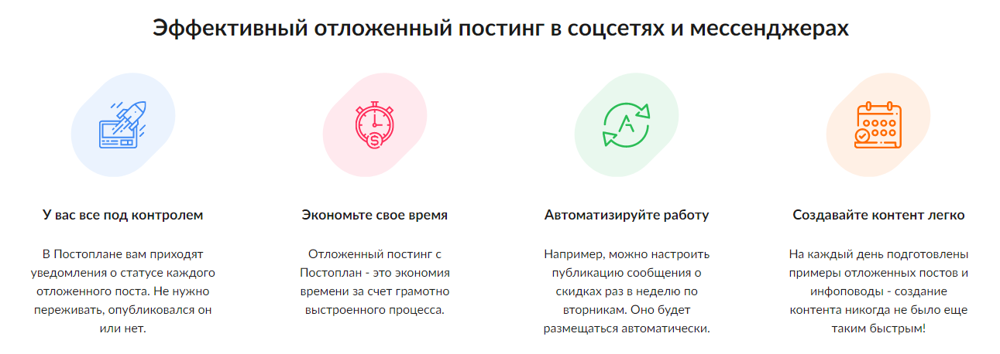 Эффективный отложенный постинг в соцсетях и мессенджерах
У вас все под контролем
В Постоплане вам приходят
уведомления о статусе каждого
отложенного поста. Не нужно
переживать, опубликовался он
или нет.
Экономьте свое время
Отложенный постинг с
Постоплан - это экономия
времени за счет грамотно
выстроенного процесса.
Автоматизируйте работу
Например, можно настроить
публикацию сообщения о
скидках раз в неделю по
вторникам. Оно будет
размещаться автоматически.
Создавайте контент легко
На каждый день подготовлены
примеры отложенных постов и
инфоповоды - создание
контента никогда не было еще
таким быстрым!